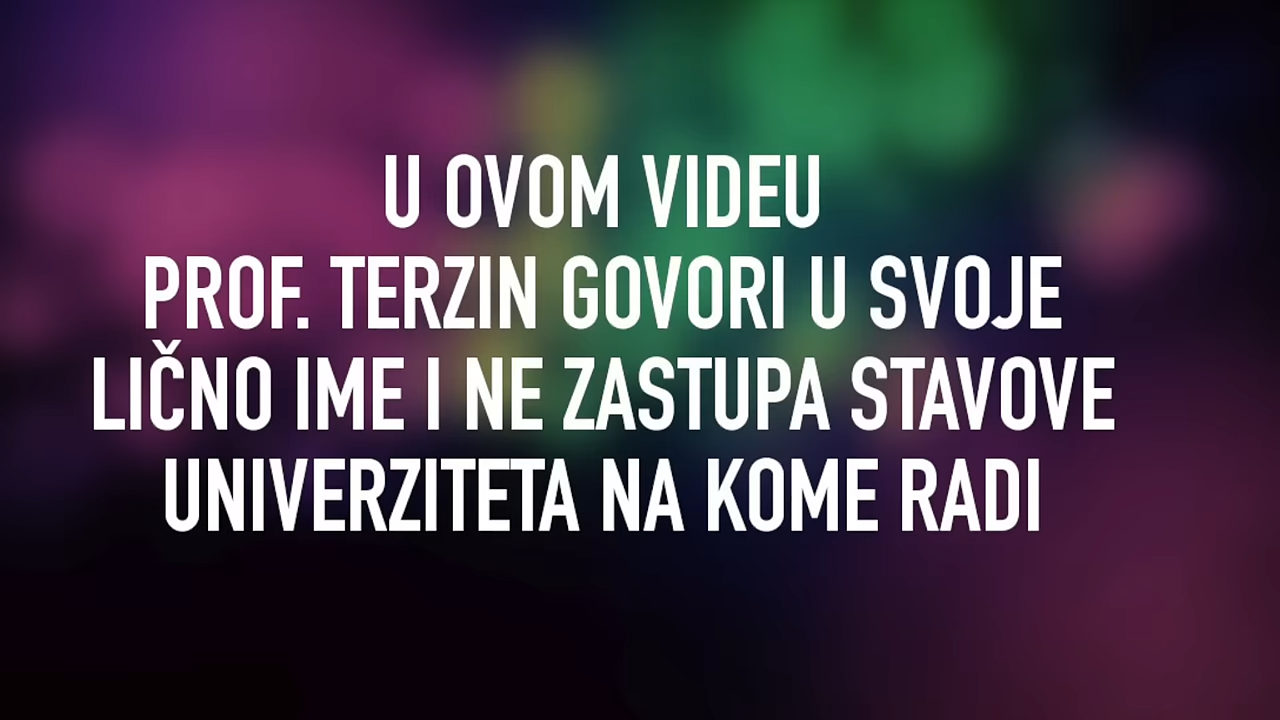 U OVOM VIDEU
PROF. TERZIN GOVORI U SVOJE
LIČNO IME I NE ZASTUPA STAVOVE
UNIVERZITETA NA KOME RADI